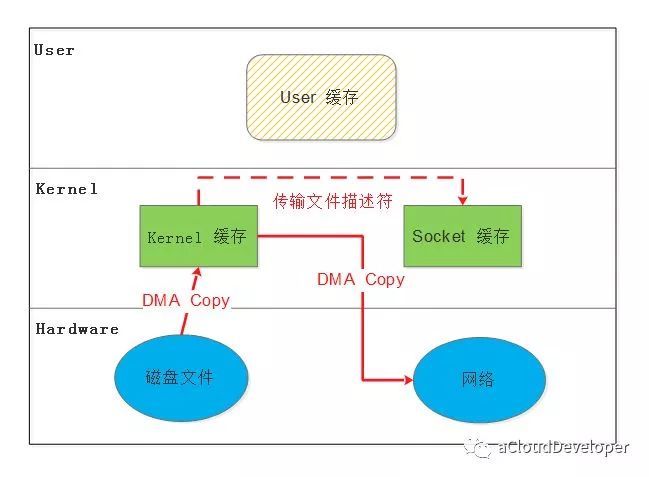 User
User 缓存
Kernel
传输文件描述符
Kernel 缓存
Socket 缓存
DMA Copy
DMA Copy
Hardware
磁盘文件
网络
aCloudDeveloper